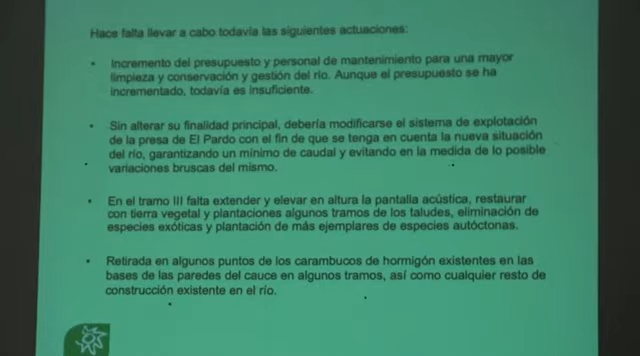 Hace falta llevar a cabo todavía las siguientes actuaciones:
• Incremento del presupuesto y personal de mantenimiento para una mayor
limpieza y conservación y gestión del río. Aunque el presupuesto se ha
incrementado, todavía es insuficiente.
• Sin alterar su finalidad principal, debería modificarse el sistema de explotación
de la presa de El Pardo con el fin de que se tenga en cuenta la nueva situación
del río, garantizando un mínimo de caudal y evitando en la medida de lo posible
variaciones bruscas del mismo.
• En el tramo III falta extender y elevar en altura la pantalla acústica, restaurar
con tierra vegetal y plantaciones algunos tramos de los taludes, eliminación de
especies exóticas y plantación de más ejemplares de especies autóctonas.
• Retirada en algunos puntos de los carambucos de hormigón existentes en las
bases de las paredes del cauce en algunos tramos, así como cualquier resto de
construcción existente en el río.